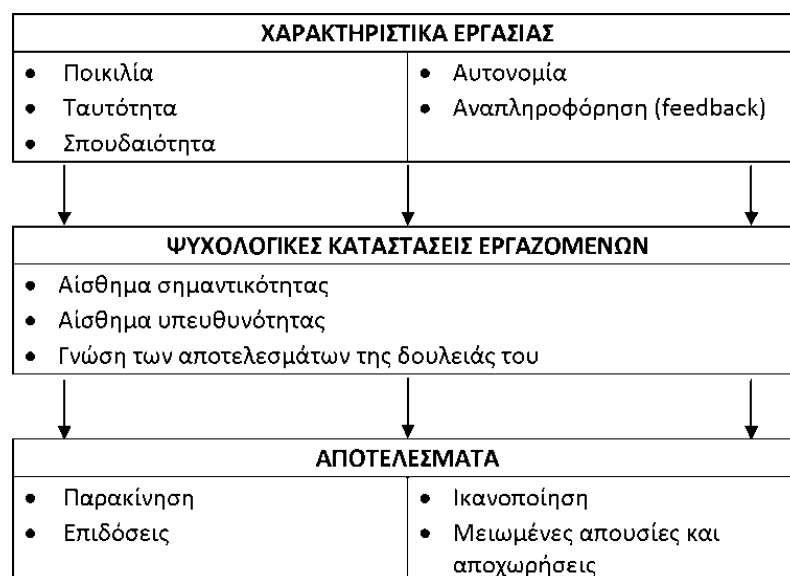 ΧΑΡΑΚΤΗΡΙΣΤΙΚΑ ΕΡΓΑΣΙΑΣ
• Ποικιλία
• Ταυτότητα
• Σπουδαιότητα
• Αυτονομία
• Αναπληροφόρηση (feedback)
ΨΥΧΟΛΟΓΙΚΕΣ ΚΑΤΑΣΤΑΣΕΙΣ ΕΡΓΑΖΟΜΕΝΩΝ
• Αίσθημα σημαντικότητας
• Αίσθημα υπευθυνότητας
• Γνώση των αποτελεσμάτων της δουλειάς του
ΑΠΟΤΕΛΕΣΜΑΤΑ
• Παρακίνηση
• Επιδόσεις
• Ικανοποίηση
• Μειωμένες απουσίες και
αποχωρήσεις